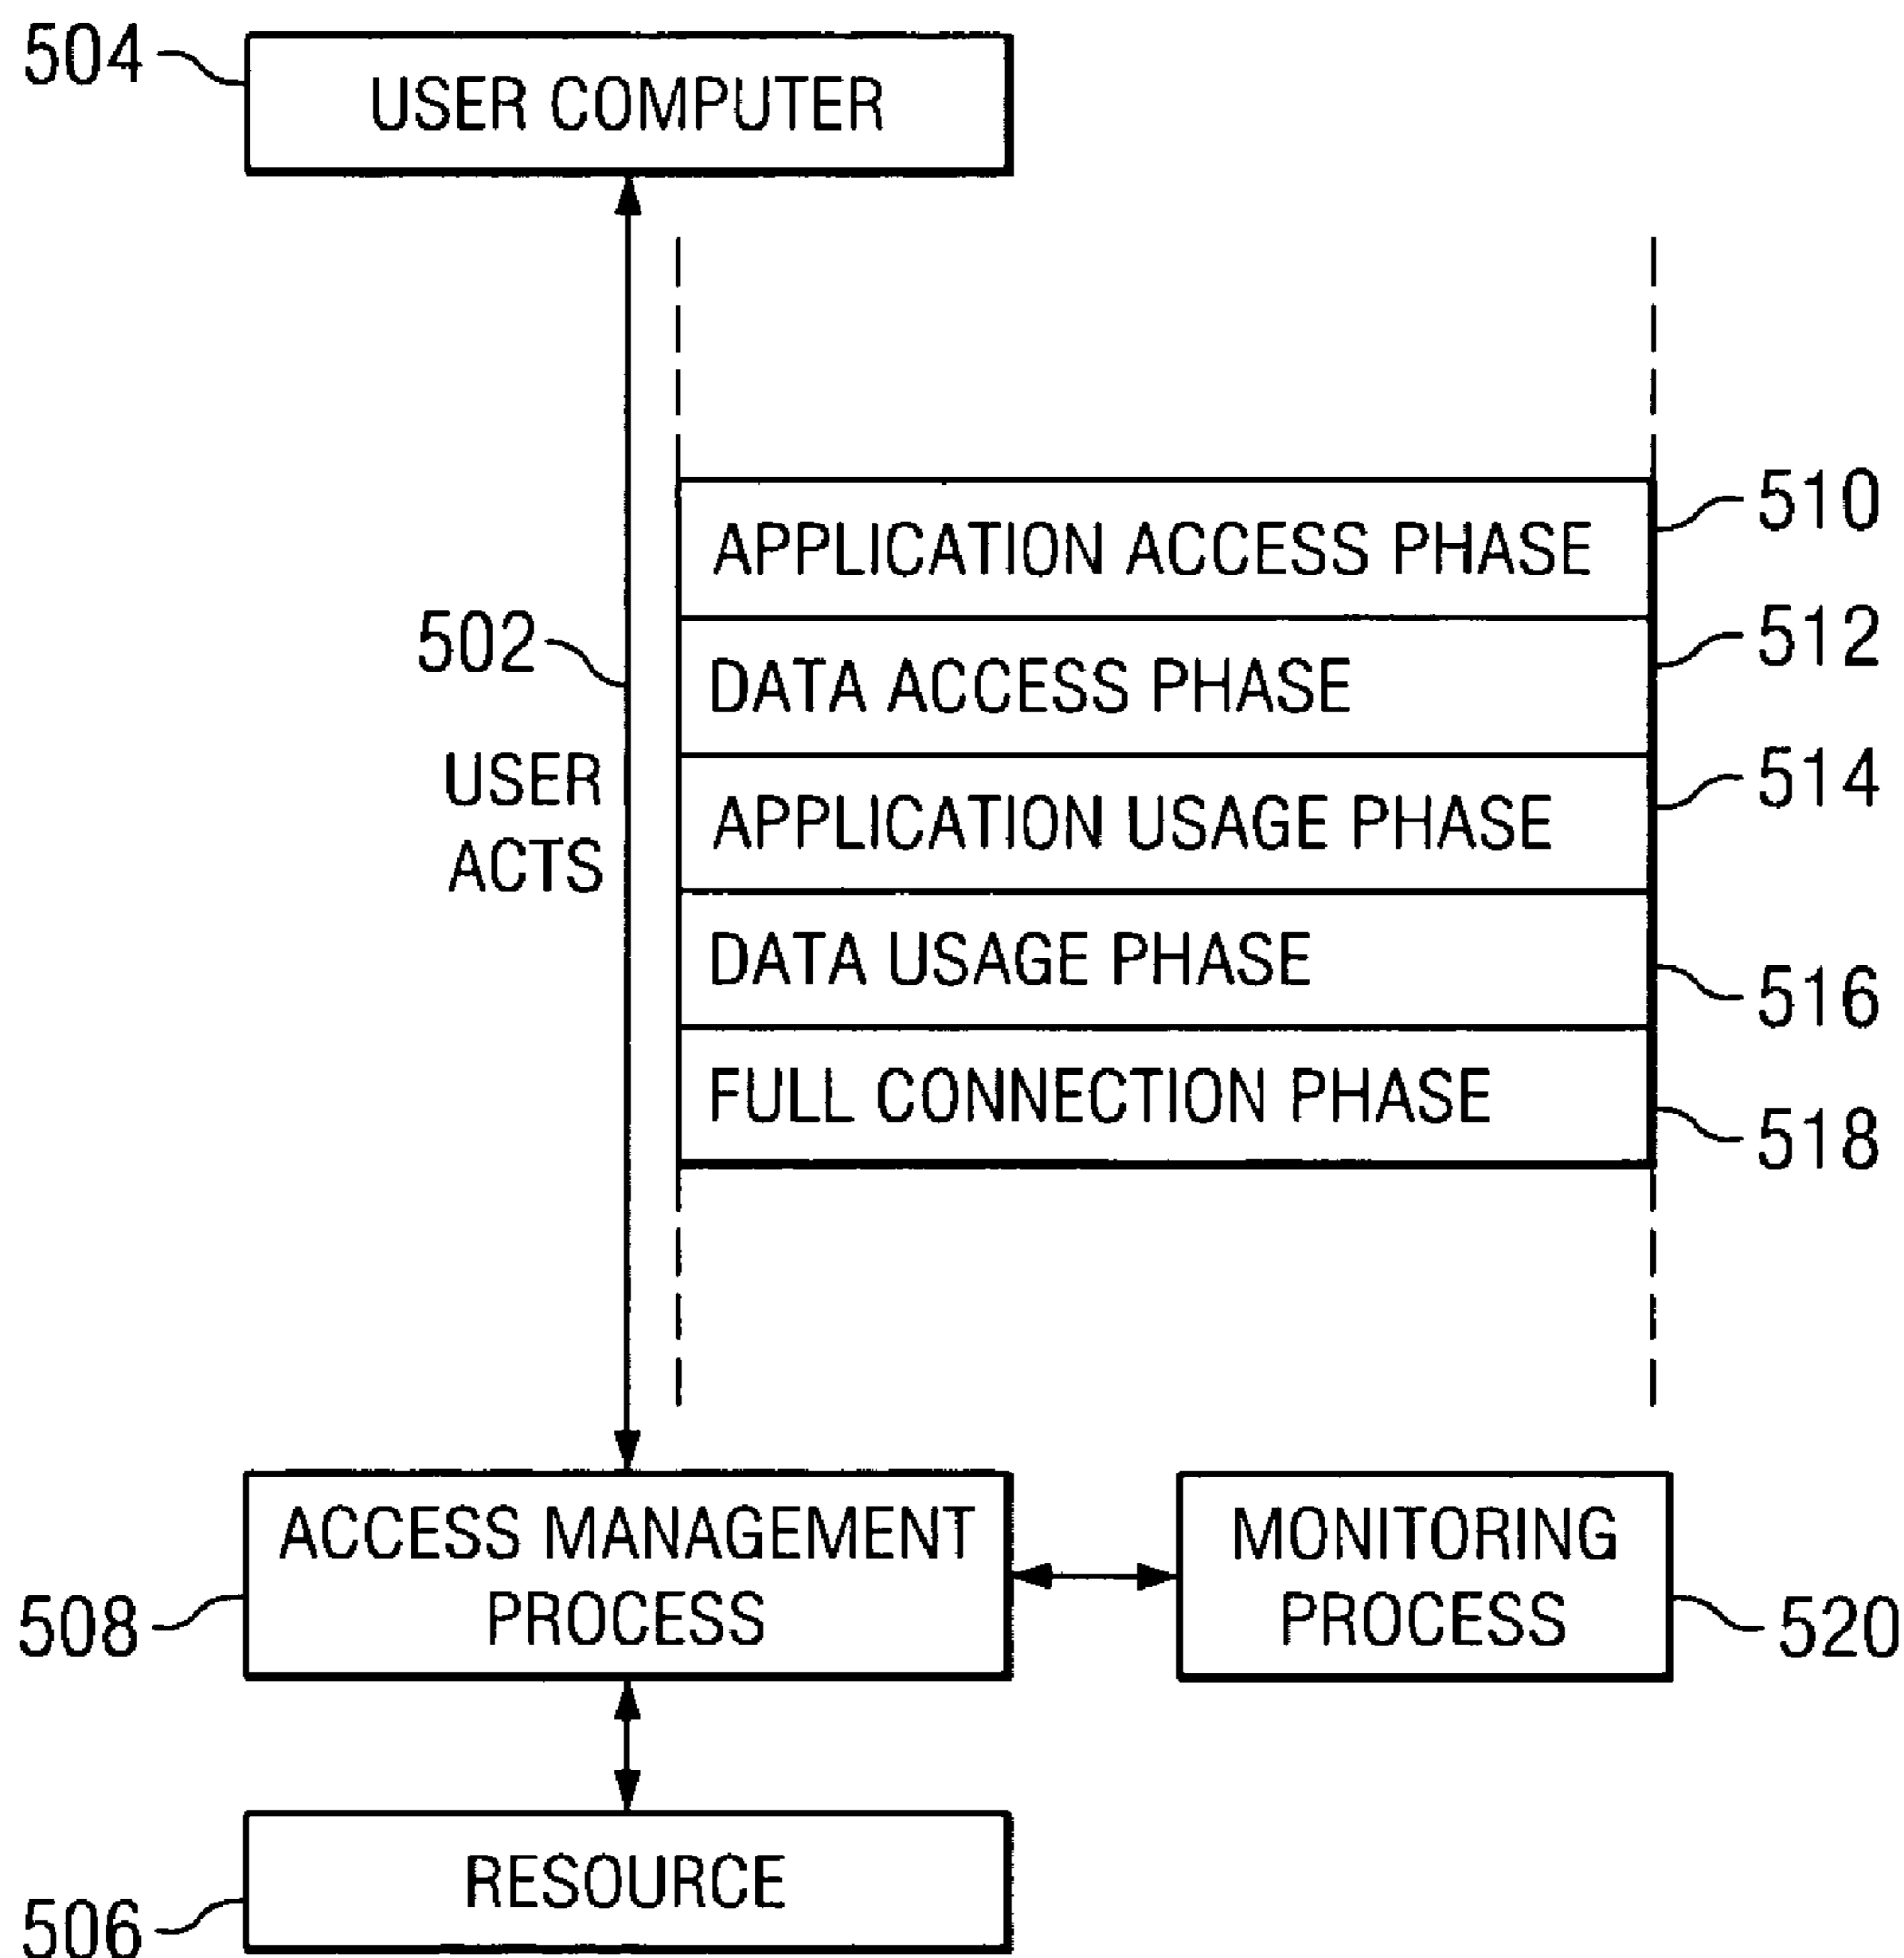 504
USER COMPUTER
510
APPLICATION ACCESS PHASE
502
512
DATA ACCESS PHASE
USER
ACTS
514
APPLICATION USAGE PHASE
DATA USAGE PHASE
516
FULL CONNECTION PHASE
518
ACCESS MANAGEMENT
PROCESS
508
MONITORING
PROCESS
520
RESOURCE
506